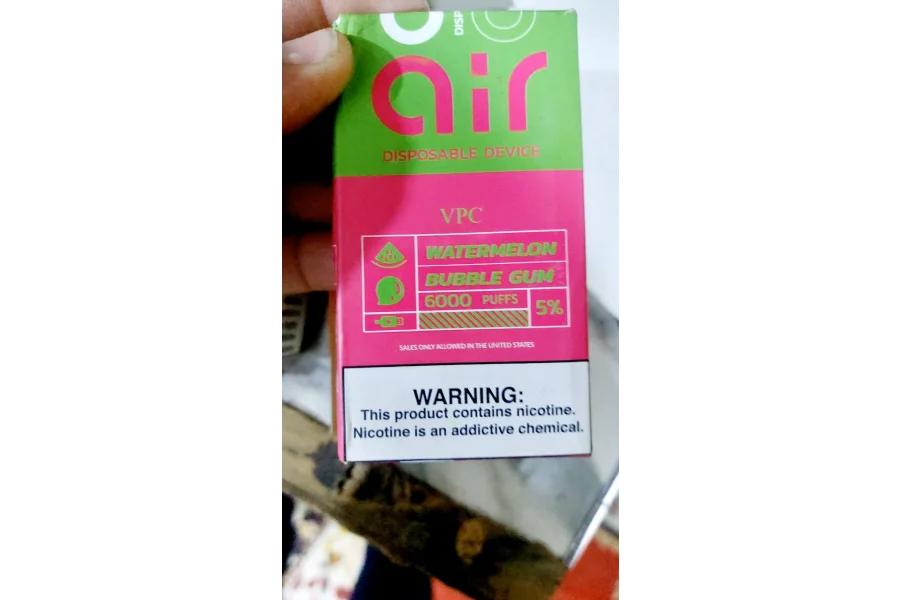 DISP
air
DISPOSABLE DEVICE
VPC
WATERMELON
BUBBLE GUM
6000 PUFFS
5%
SALES ONLY ALLOWED IN THE UNITED STATES
WARNING:
This product contains nicotine.
Nicotine is an addictive chemical.